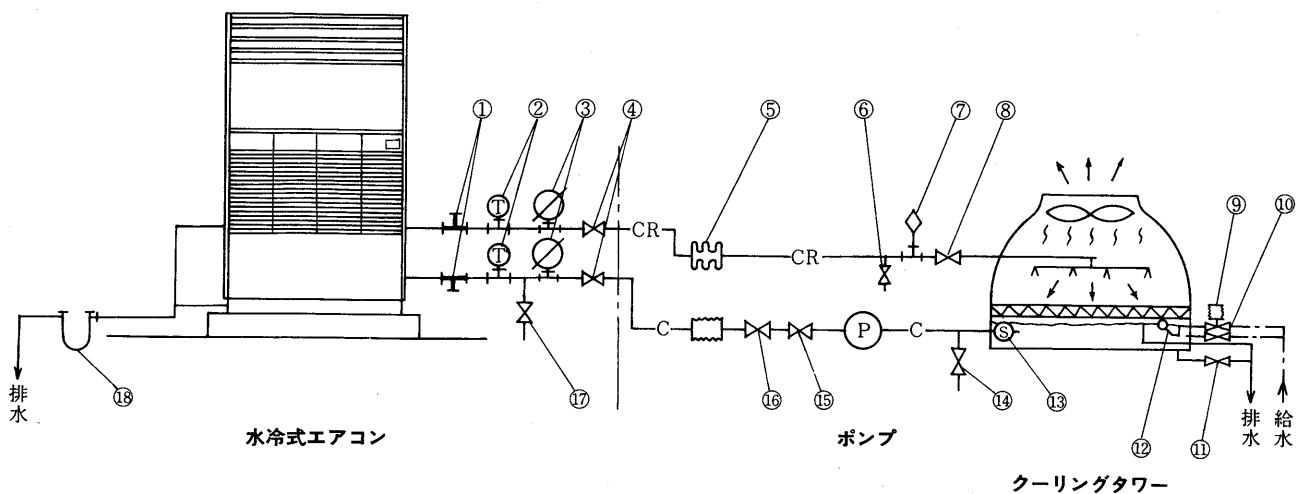 ① ② ③ ④ ⑤ ⑥ ⑦ ⑧ ⑨ ⑩
T
CR
CR
T
C
P
C
S
⑱
⑰
⑯
⑮
⑭
⑬
⑫
⑪
排水
排水
給水
水冷式エアコン
ポンプ
クーリングタワー